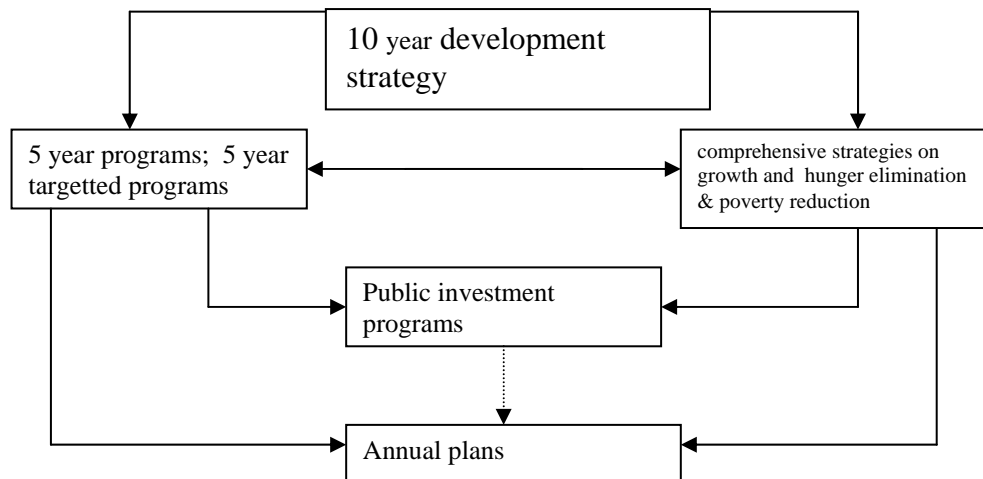 10 year development
strategy
5 year programs; 5 year
targetted programs
comprehensive strategies on
growth and hunger elimination
& poverty reduction
Public investment
programs
Annual plans